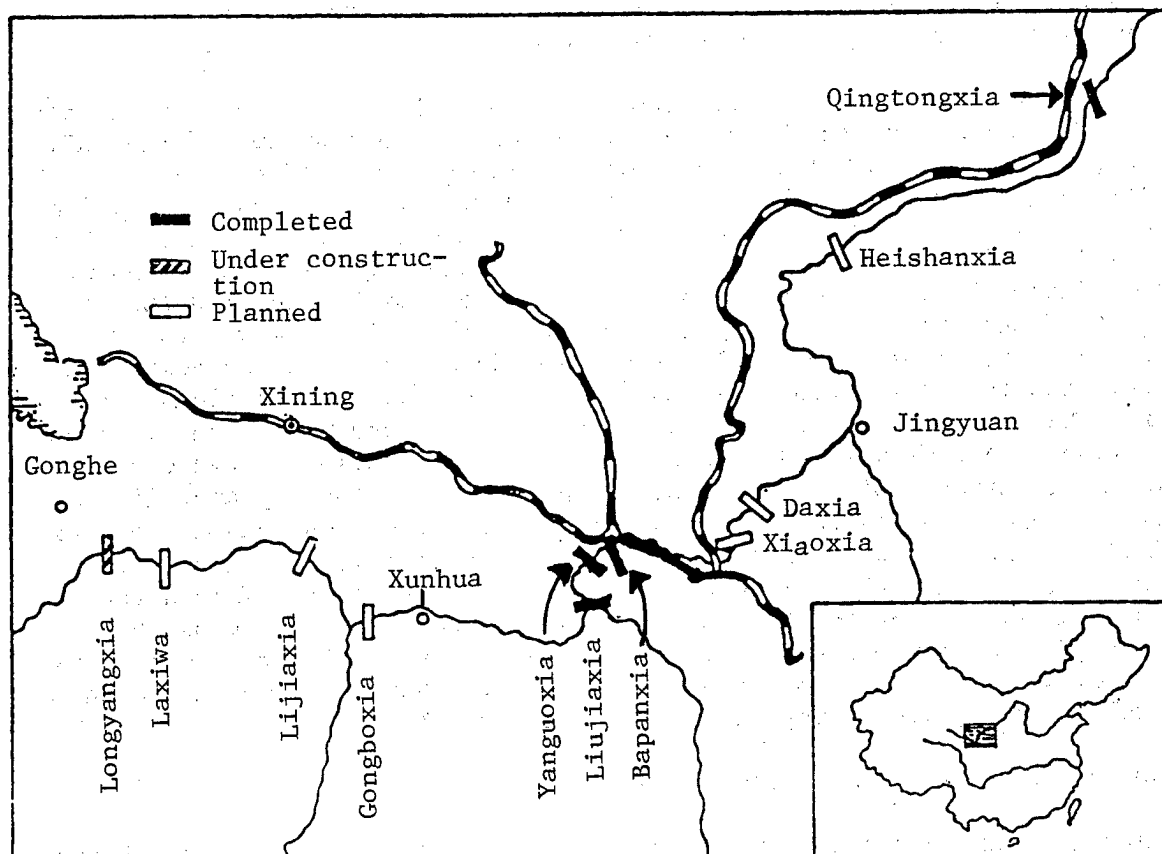 Qingtongxia
Completed
Under construc-
tion
Planned
Heishanxia
Xining
Jingyuan
Gonghe
Daxia
Xiaoxia
Xunhua
Longyangxia
Laxiwa
Lijiaxia
Gongboxia
Yanguoxia
Liujiaxia
Bapanxia